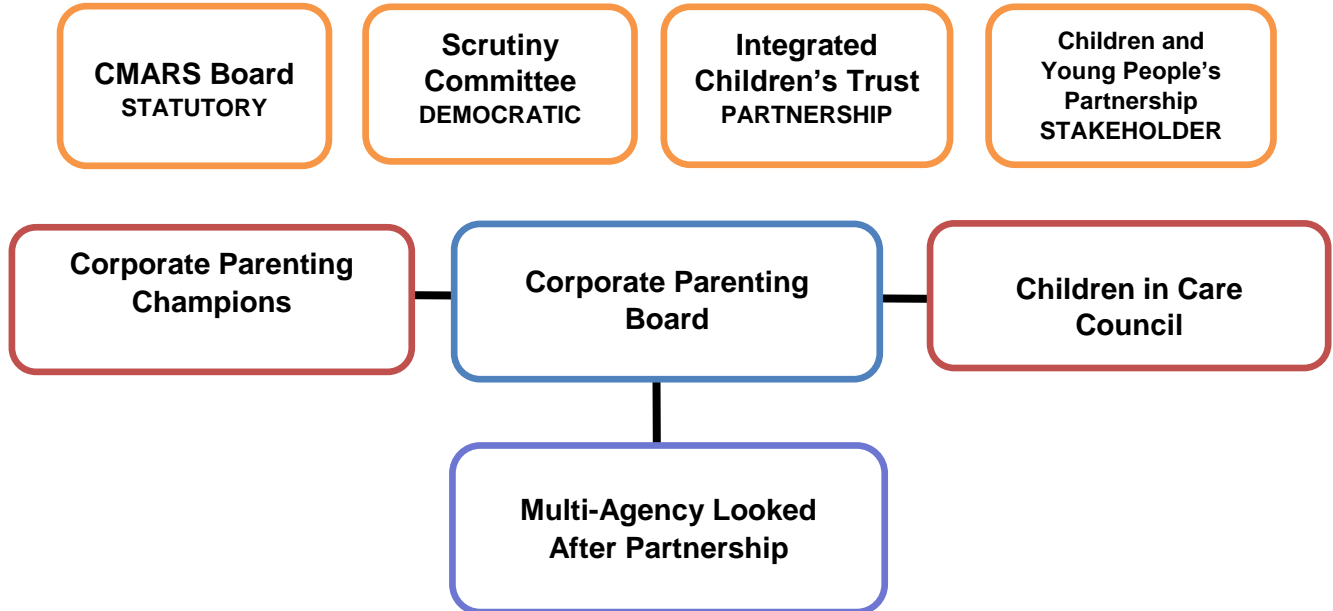 CMARS Board
STATUTORY
Scrutiny
Committee
DEMOCRATIC
Integrated
Children’s Trust
PARTNERSHIP
Children and
Young People’s
Partnership
STAKEHOLDER
Corporate Parenting
Champions
Corporate Parenting
Board
Children in Care
Council
Multi-Agency Looked
After Partnership